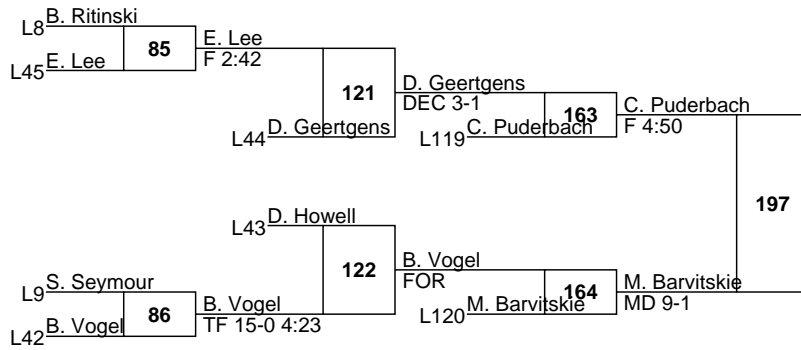 B. Ritinski
L8
85
E. Lee
F 2:42
E. Lee
L45
121
D. Geertgens
DEC 3-1
163
C. Puderbach
F 4:50
D. Geertgens
L44
C. Puderbach
L119
197
D. Howell
L43
122
B. Vogel
FOR
S. Seymour
L9
86
B. Vogel
TF 15-0 4:23
B. Vogel
L42
164
M. Barvitskie
MD 9-1
M. Barvitskie
L120